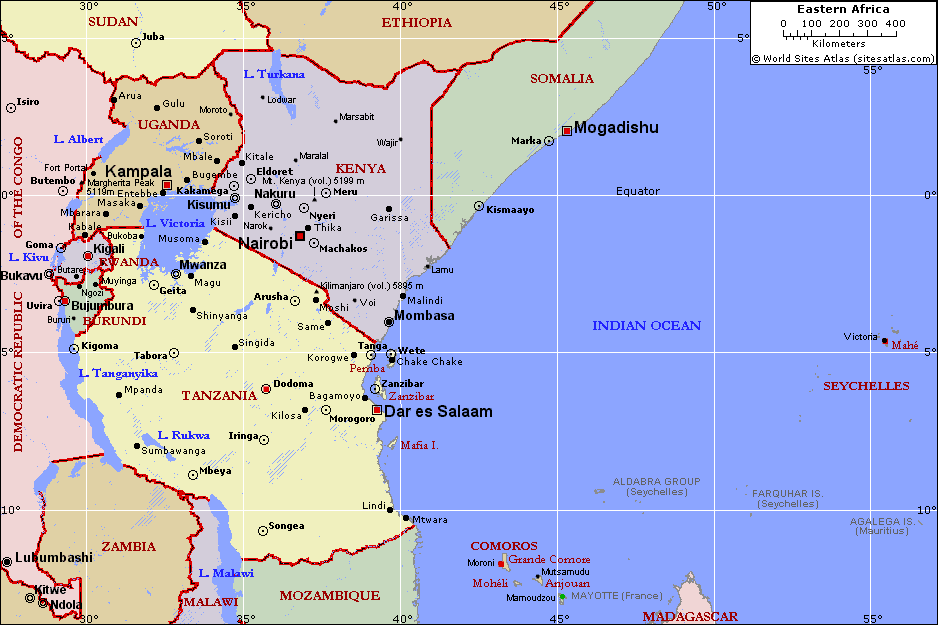 30°
35°
40°
45°
50°
Eastern Africa
0 100 200 300 400
Kilometers
© World Sites Atlas (sitesatlas.com)
SUDAN
ETHIOPIA
Juba
5°
5°
55°
L. Turkana
SOMALIA
Isiro
Arua
Gulu
Lodwar
Moroto
Marsabit
UGANDA
Mogadishu
L. Albert
Soroti
Wajir
Marka
Mbale
Kitale
Maralal
KENYA
Fort Portal
Kampala
Bugembe
Eldoret
Butembo
Margherita Peak
5119m
Entebbe
Kakamega
Mt. Kenya (vol.) 5199 m
Meru
Equator
0°
0°
Masaka
Kisumu
Nakuru
Mbarara
Kericho
Nyeri
Garissa
Kismaayo
Kabale
L. Victoria
Kisii
Narok
Thika
OF THE CONGO
Bukoba
Musoma
Nairobi
Machakos
Goma
Kigali
L. Kivu
RWANDA
Mwanza
Lamu
Bukavu
Butare
Muyinga
Magu
Kilimanjaro (vol.) 5895 m
Ngozi
Geita
Arusha
Voi
Malindi
Uvira
Bujumbura
Moshi
Bururi
BURUNDI
Shinyanga
Same
Mombasa
INDIAN OCEAN
Victoria
Mahé
Kigoma
Tabora
Singida
Tanga
Wete
5°
5°
Korogwe
Chake Chake
DEMOCRATIC REPUBLIC
L. Tanganyika
Pemba
Mpanda
Dodoma
Zanzibar
SEYCHELLES
TANZANIA
Bagamoyo
Zanzibar
Kilosa
Morogoro
Dar es Salaam
L. Rukwa
Iringa
Mafia I.
Sumbawanga
Mbeya
ALDABRA GROUP
(Seychelles)
FARQUHAR IS.
(Seychelles)
10°
Lindi
10°
Songea
Mtwara
AGALEGA IS.
(Mauritius)
ZAMBIA
COMOROS
Lubumbashi
Moroni
Grande Comore
L. Malawi
Mutsamudu
Mohéli
Anjouan
Kitwe
MALAWI
MOZAMBIQUE
Mamoudzou
MAYOTTE (France)
Ndola
MADAGASCAR
30°
35°
40°
45°
55°